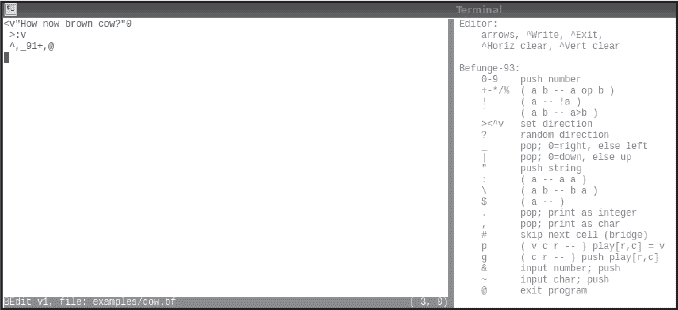 Terminal
<v"How now brown cow?"0
 >:v
 ^,_91+,@
BEdit v1, file: examples/cow.bf ( 3, 0)
Editor:
arrows, ^Write, ^Exit,
^Horiz clear, ^Vert clear
Befunge-93:
0-9 push number
+-*/% ( a b -- a op b )
! ( a -- !a )
` ( a b -- a>b )
><^v set direction
? random direction
_ pop; 0=right, else left
| pop; 0=down, else up
" push string
: ( a -- a a )
\ ( a b -- b a )
$ ( a -- )
. pop; print as integer
, pop; print as char
# skip next cell (bridge)
p ( v c r -- ) play[r,c] = v
g ( c r -- ) push play[r,c]
& input number; push
~ input char; push
@ exit program